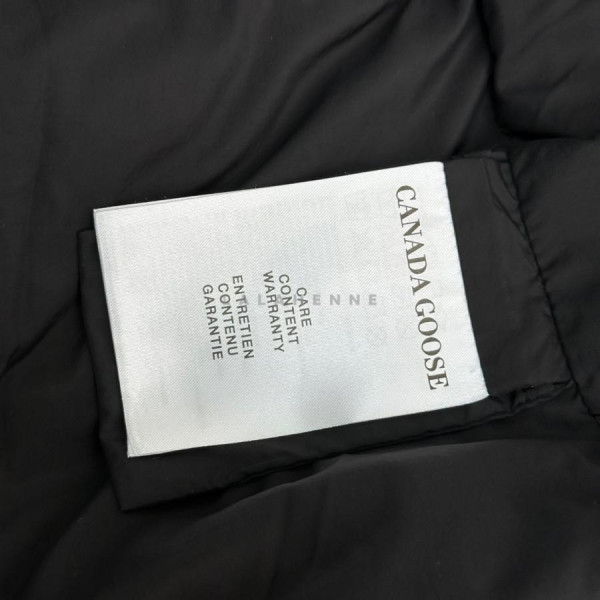 CANADA GOOSE
CARE
CONTENT
WARRANTY
ENTRETIEN
CONTENU
GARANTIE